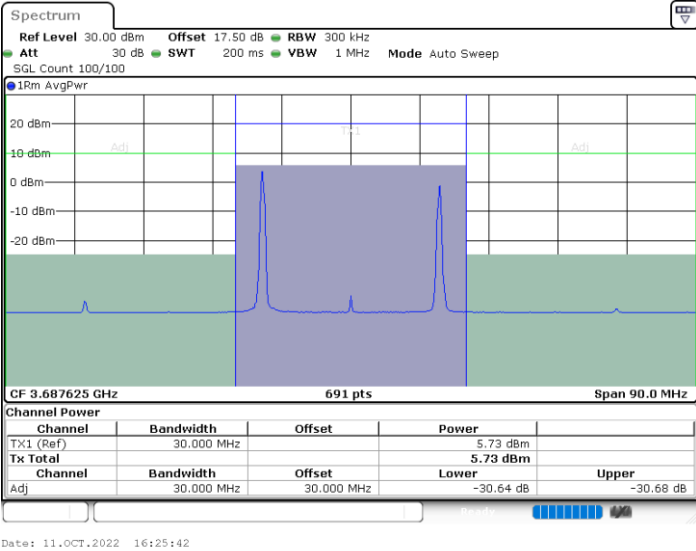 Spectrum
Ref Level 30.00 dBm Offset 17.50 dB RBW 300 kHz
Att 30 dB SWT 200 ms VBW 1 MHz Mode Auto Sweep
SGL Count 100/100
1Rm AvgPwr
20 dBm
TX1
Adj Adj
10 dBm
0 dBm
-10 dBm
-20 dBm
CF 3.687625 GHz 691 pts Span 90.0 MHz
Channel Power
Channel Bandwidth Offset Power
TX1 (Ref) 30.000 MHz 5.73 dBm
Tx Total 5.73 dBm
Channel Bandwidth Offset Lower Upper
Adj 30.000 MHz 30.000 MHz -30.64 dB -30.68 dB
Ready
Date: 11.OCT.2022 16:25:42